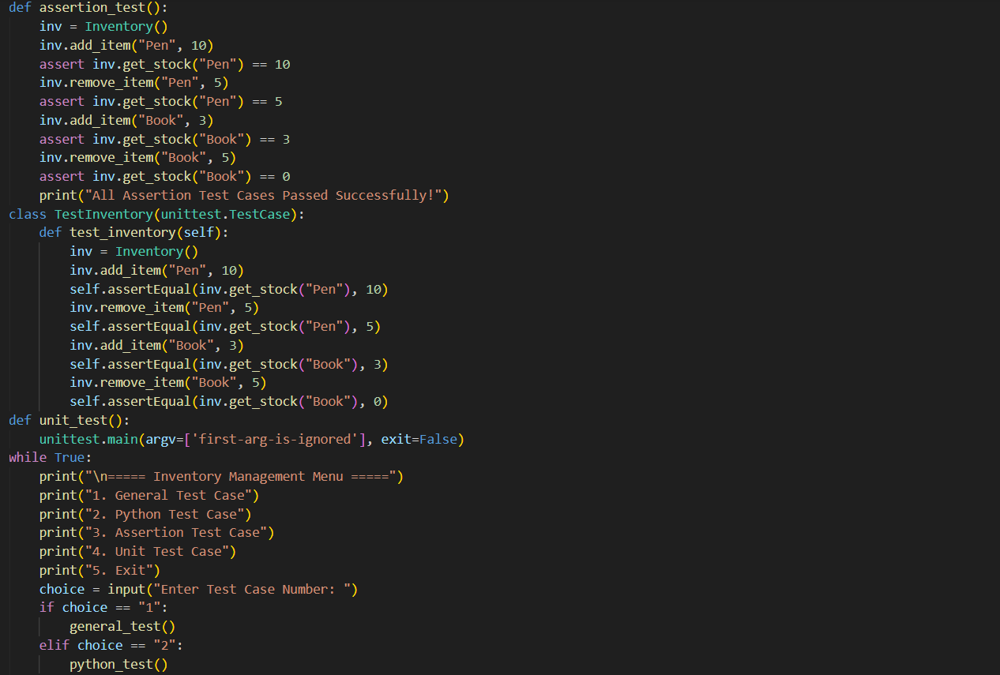 def assertion_test():
    inv = Inventory()
    inv.add_item("Pen", 10)
    assert inv.get_stock("Pen") == 10
    inv.remove_item("Pen", 5)
    assert inv.get_stock("Pen") == 5
    inv.add_item("Book", 3)
    assert inv.get_stock("Book") == 3
    inv.remove_item("Book", 5)
    assert inv.get_stock("Book") == 0
    print("All Assertion Test Cases Passed Successfully!")
class TestInventory(unittest.TestCase):
    def test_inventory(self):
        inv = Inventory()
        inv.add_item("Pen", 10)
        self.assertEqual(inv.get_stock("Pen"), 10)
        inv.remove_item("Pen", 5)
        self.assertEqual(inv.get_stock("Pen"), 5)
        inv.add_item("Book", 3)
        self.assertEqual(inv.get_stock("Book"), 3)
        inv.remove_item("Book", 5)
        self.assertEqual(inv.get_stock("Book"), 0)
def unit_test():
    unittest.main(argv=['first-arg-is-ignored'], exit=False)
while True:
    print("\n===== Inventory Management Menu =====")
    print("1. General Test Case")
    print("2. Python Test Case")
    print("3. Assertion Test Case")
    print("4. Unit Test Case")
    print("5. Exit")
    choice = input("Enter Test Case Number: ")
    if choice == "1":
        general_test()
    elif choice == "2":
        python_test()